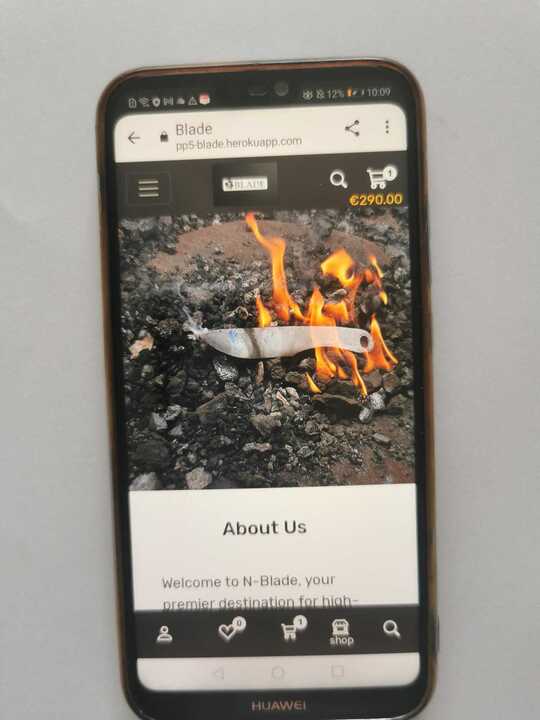 12% 10:09
Blade
pp5-blade.herokuapp.com
BLADE
1
€290.00
About Us
Welcome to N-Blade, your
premier destination for high-
0
1
shop
HUAWEI